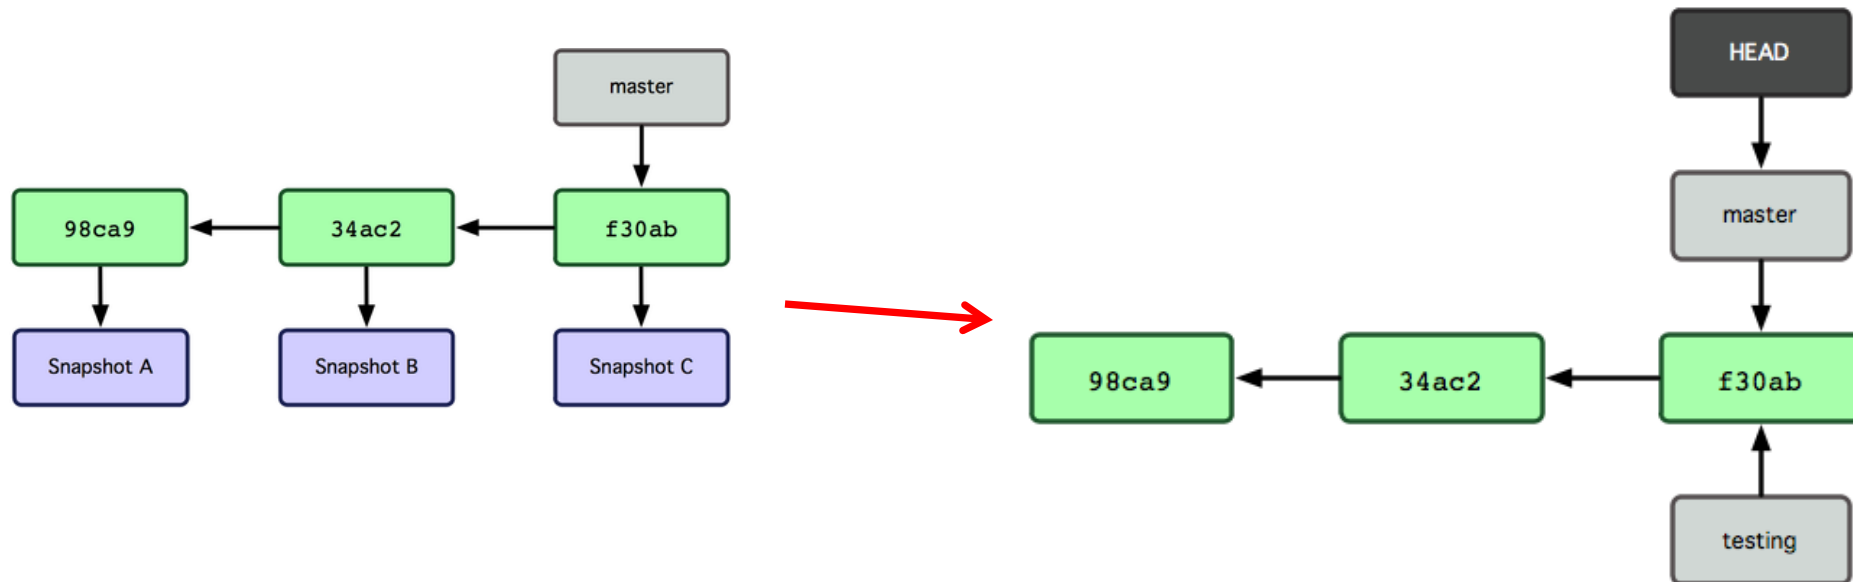 master
98ca9
34ac2
f30ab
Snapshot A
Snapshot B
Snapshot C
HEAD
master
98ca9
34ac2
f30ab
testing